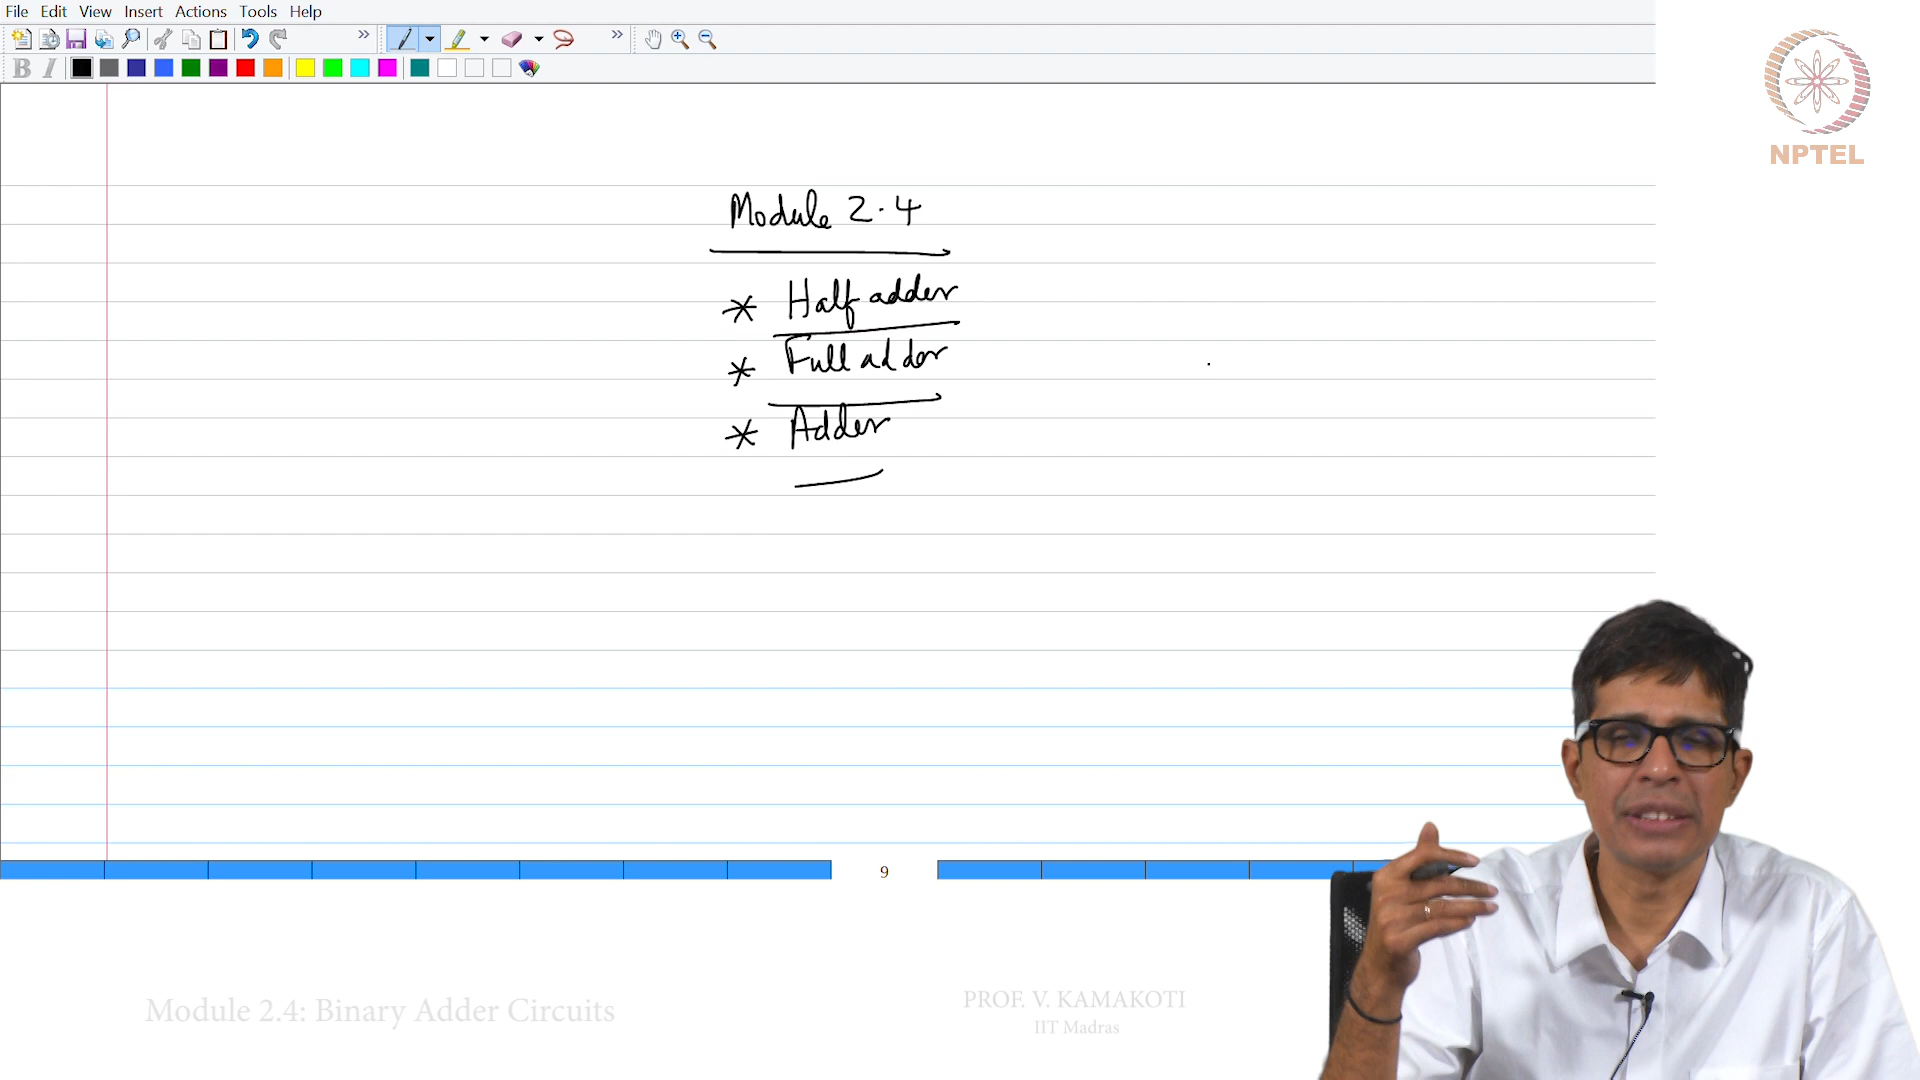 File Edit View Insert Actions Tools Help
B I
NPTEL
Module 2.4
* Half adder
* Full adder
* Adder
9
Module 2.4: Binary Adder Circuits
PROF. V. KAMAKOTI
IIT Madras